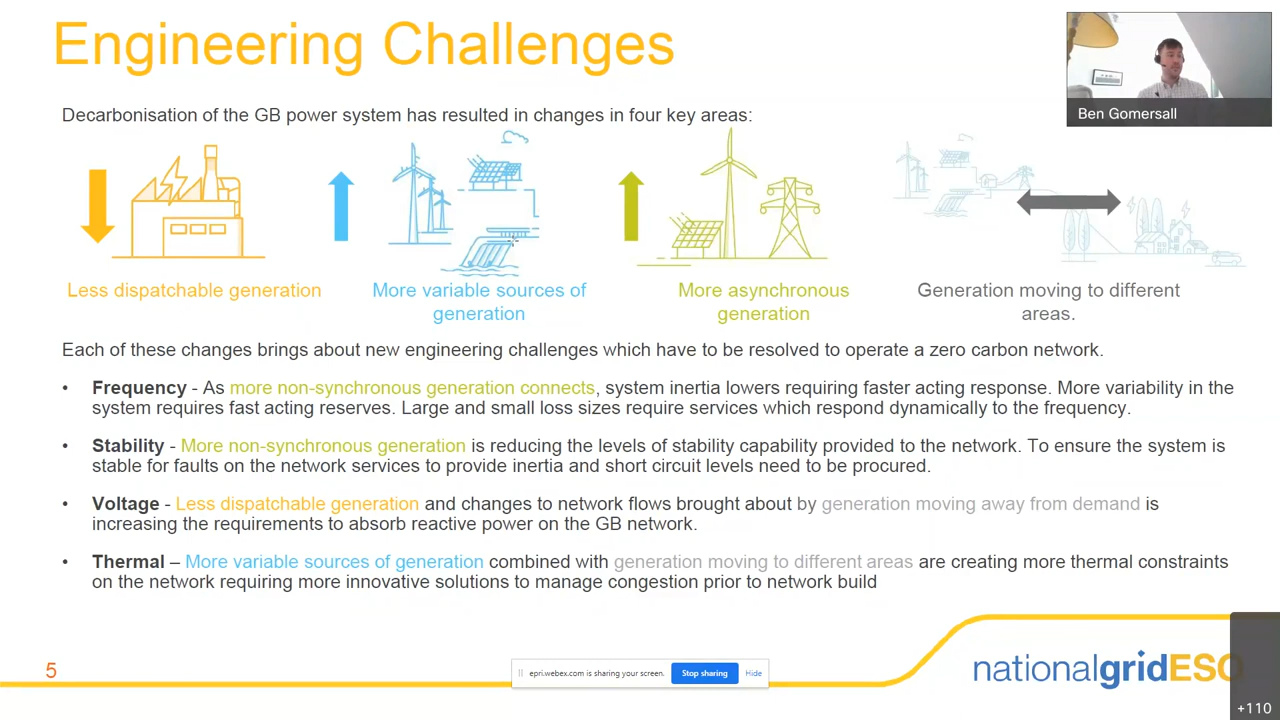 Engineering Challenges
Ben Gomersall
Decarbonisation of the GB power system has resulted in changes in four key areas:
Less dispatchable generation
More variable sources of
generation
More asynchronous
generation
Generation moving to different
areas.
Each of these changes brings about new engineering challenges which have to be resolved to operate a zero carbon network.
• Frequency - As more non-synchronous generation connects, system inertia lowers requiring faster acting response. More variability in the
system requires fast acting reserves. Large and small loss sizes require services which respond dynamically to the frequency.
• Stability - More non-synchronous generation is reducing the levels of stability capability provided to the network. To ensure the system is
stable for faults on the network services to provide inertia and short circuit levels need to be procured.
• Voltage - Less dispatchable generation and changes to network flows brought about by generation moving away from demand is
increasing the requirements to absorb reactive power on the GB network.
• Thermal – More variable sources of generation combined with generation moving to different areas are creating more thermal constraints
on the network requiring more innovative solutions to manage congestion prior to network build
5
epri.webex.com is sharing your screen. Stop sharing Hide
nationalgridESO
+110